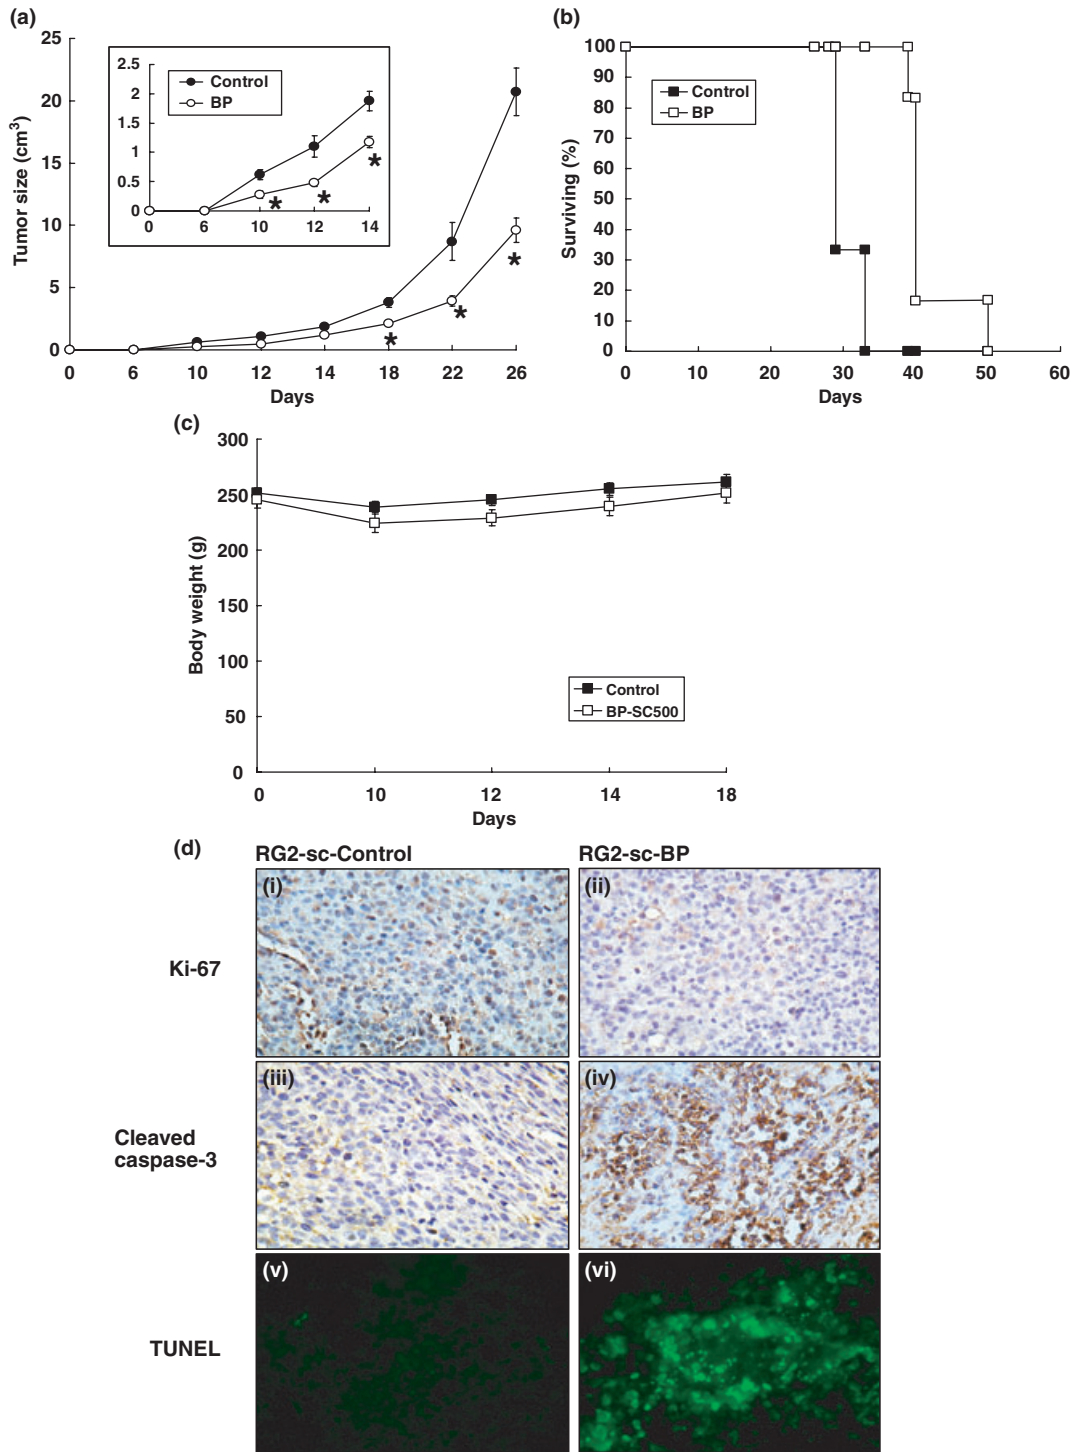 (a)
25
20
15
10
5
0
Tumor size (cm3)
2.5
2
1.5
1
0.5
0
Control
BP
0 6 10 12 14
*
*
*
*
*
*
0 6 10 12 14 18 22 26
Days
(b)
100
90
80
70
60
50
40
30
20
10
0
Surviving (%)
Control
BP
0 10 20 30 40 50 60
Days
(c)
300
250
200
150
100
50
0
Body weight (g)
Control
BP-SC500
0 10 12 14 18
Days
(d)
RG2-sc-Control RG2-sc-BP
Ki-67
(i) (ii)
Cleaved
caspase-3
(iii) (iv)
TUNEL
(v) (vi)